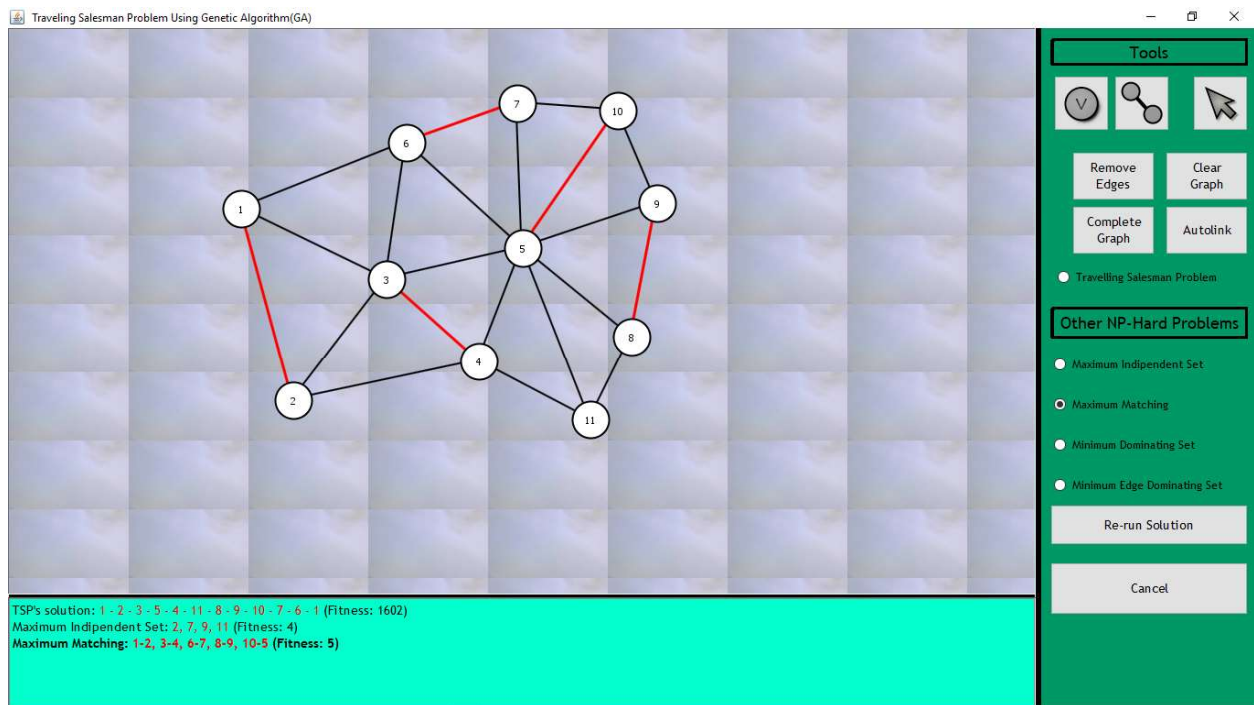 Traveling Salesman Problem Using Genetic Algorithm(GA)
Tools
V
Remove
Edges
Clear
Graph
Complete
Graph
Autolink
Travelling Salesman Problem
Other NP-Hard Problems
Maximum Indipendent Set
Maximum Matching
Minimum Dominating Set
Minimum Edge Dominating Set
Re-run Solution
Cancel
7
10
6
9
1
5
3
8
4
2
11
TSP's solution: 1 - 2 - 3 - 5 - 4 - 11 - 8 - 9 - 10 - 7 - 6 - 1 (Fitness: 1602)
Maximum Indipendent Set: 2, 7, 9, 11 (Fitness: 4)
Maximum Matching: 1-2, 3-4, 6-7, 8-9, 10-5 (Fitness: 5)